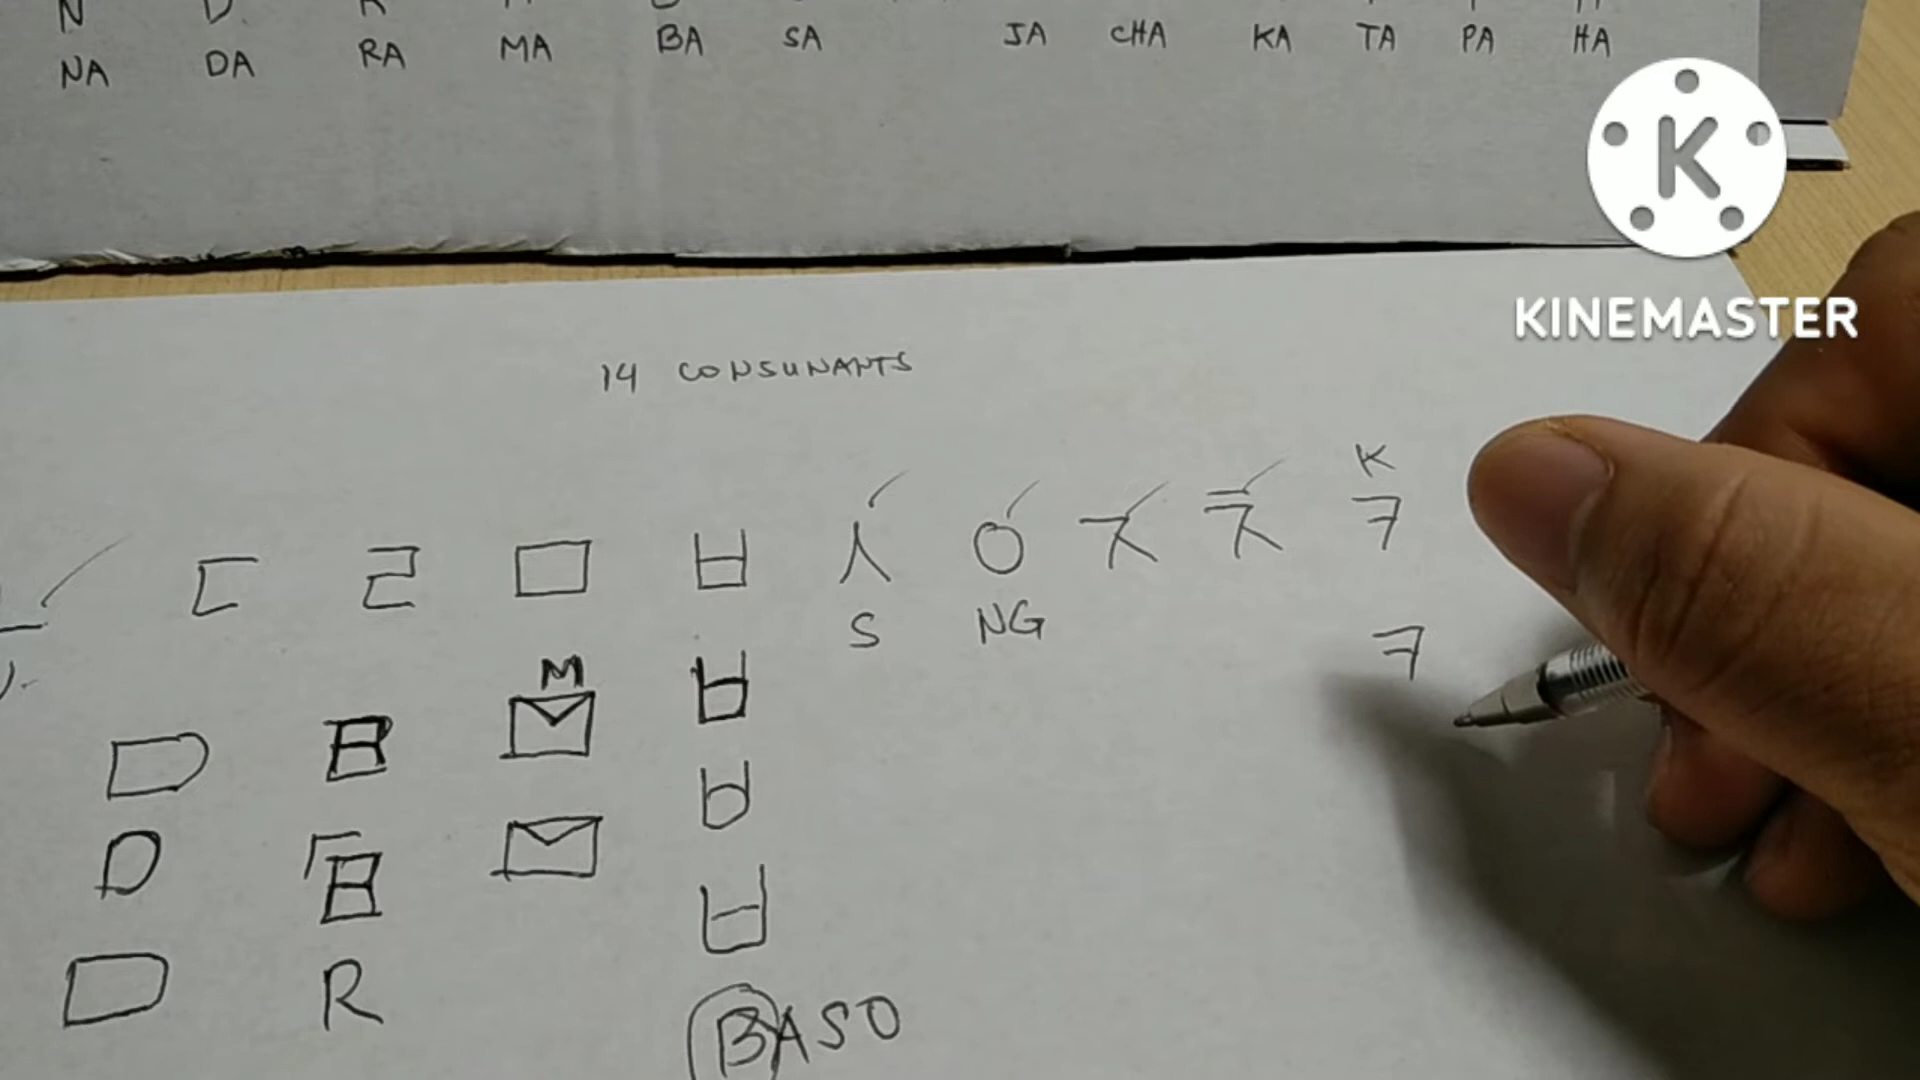 N D R
NA DA RA MA BA SA JA CHA KA TA PA HA
KINEMASTER
14 CONSUNANTS
K
ㄷ ㄹ ㅁ ㅂ ㅅ ㅇ ㅈ ㅊ ㅋ
S NG ㅋ
M ㅂ
D
D
D R
BASO